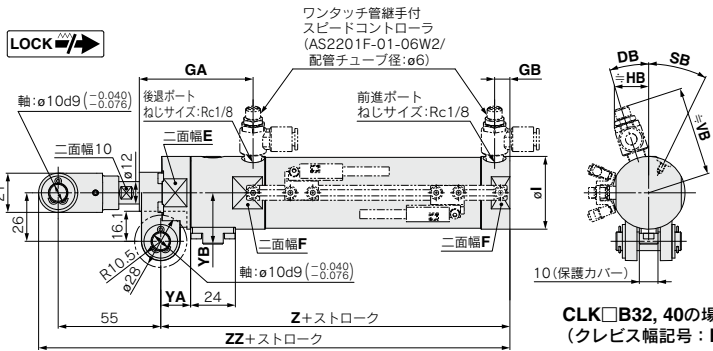 LOCK
ワンタッチ管継手付
スピードコントローラ
(AS2201F-01-06W2/
配管チューブ径:ø6)
GA
GB
DB
SB
≒HB
≒VB
軸:ø10d9(−0.040 −0.076)
後退ポート
ねじサイズ:Rc1/8
前進ポート
ねじサイズ:Rc1/8
二面幅10
ø12
二面幅E
øI
21
26
16.1
R10.5
ø28
YB
二面幅F
二面幅F
軸:ø10d9(−0.040 −0.076)
YA
24
10(保護カバー)
55
Z+ストローク
ZZ+ストローク
CLK□B32, 40の場
(クレビス幅記号: